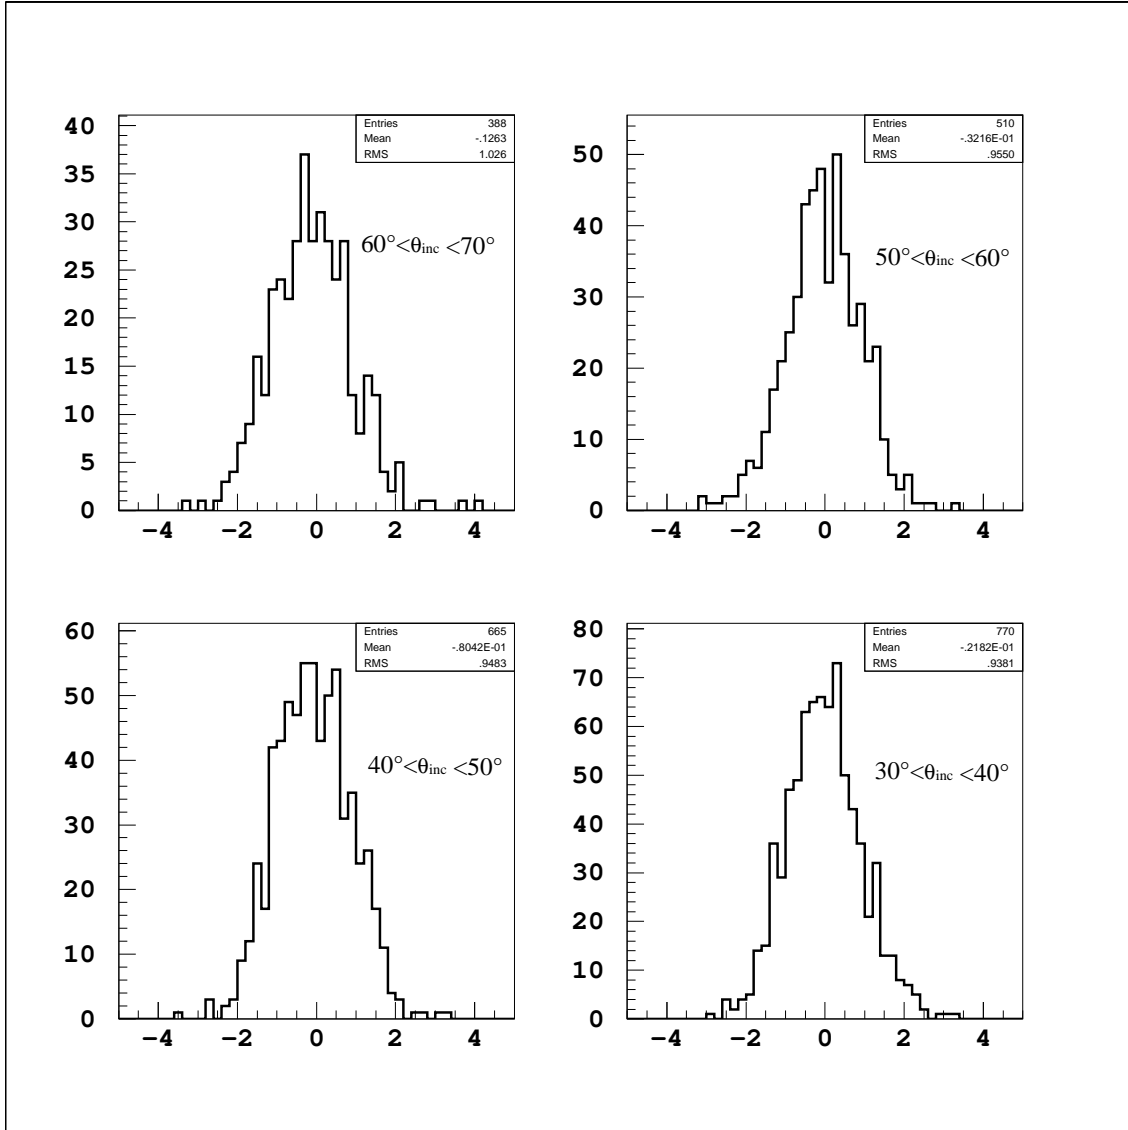 Entries 388
Mean -.1263
RMS 1.026
40
35
30
25
20
15
10
5
0
60°<θinc <70°
−4 −2 0 2 4
Entries 510
Mean -.3216E-01
RMS .9550
50
40
30
20
10
0
50°<θinc <60°
−4 −2 0 2 4
Entries 665
Mean -.8042E-01
RMS .9483
60
50
40
30
20
10
0
40°<θinc <50°
−4 −2 0 2 4
Entries 770
Mean -.2182E-01
RMS .9381
80
70
60
50
40
30
20
10
0
30°<θinc <40°
−4 −2 0 2 4